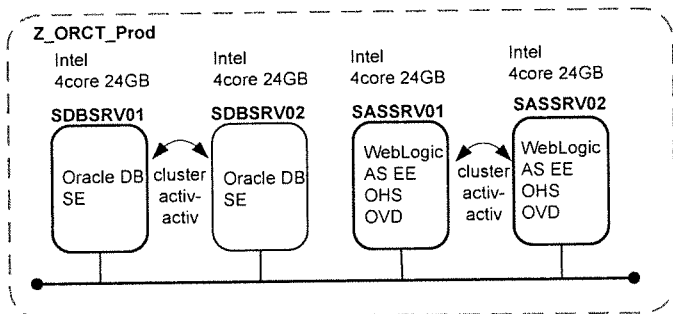 Z_ORCT_Prod
Intel
4core 24GB
SDBSRV01
Oracle DB
SE
cluster
activ-
activ
Intel
4core 24GB
SDBSRV02
Oracle DB
SE
Intel
4core 24GB
SASSRV01
WebLogic
AS EE
OHS
OVD
cluster
activ-
activ
Intel
4core 24GB
SASSRV02
WebLogic
AS EE
OHS
OVD